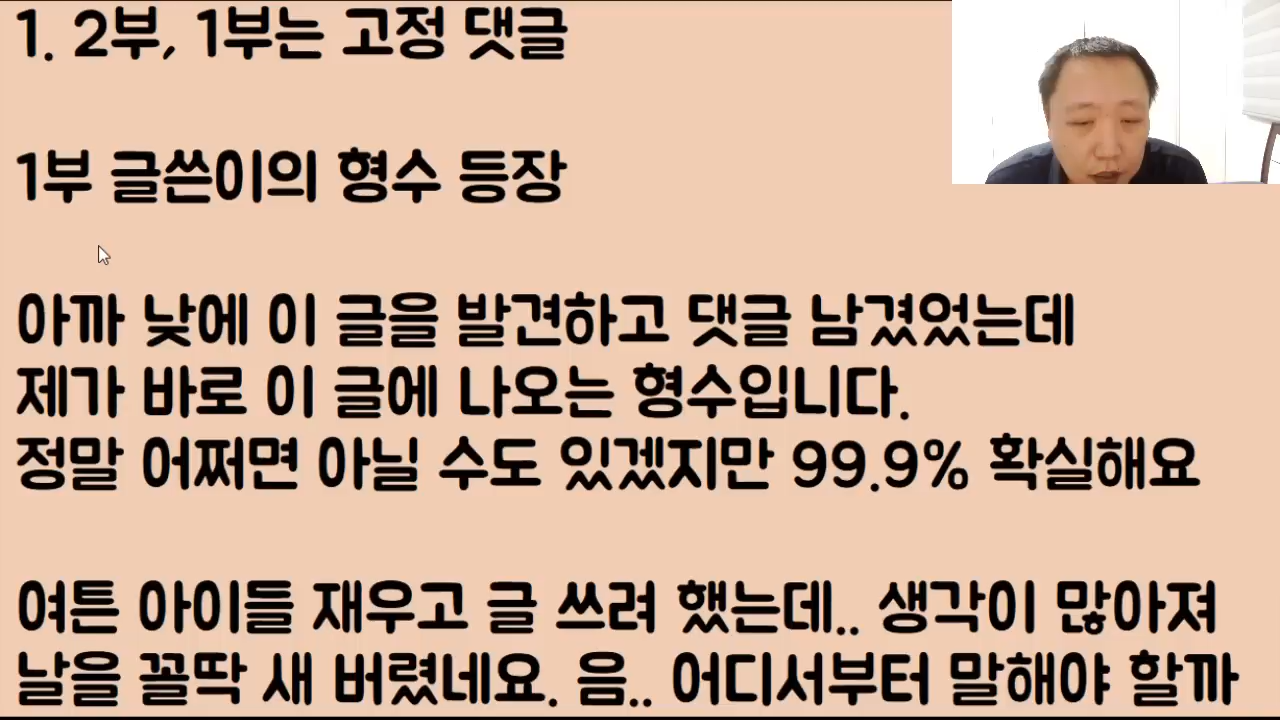 1. 2부, 1부는 고정 댓글
1부 글쓴이의 형수 등장
아까 낮에 이 글을 발견하고 댓글 남겼었는데
제가 바로 이 글에 나오는 형수입니다.
정말 어쩌면 아닐 수도 있겠지만 99.9% 확실해요
여튼 아이들 재우고 글 쓰려 했는데.. 생각이 많아져
날을 꼴딱 새 버렸네요. 음.. 어디서부터 말해야 할까